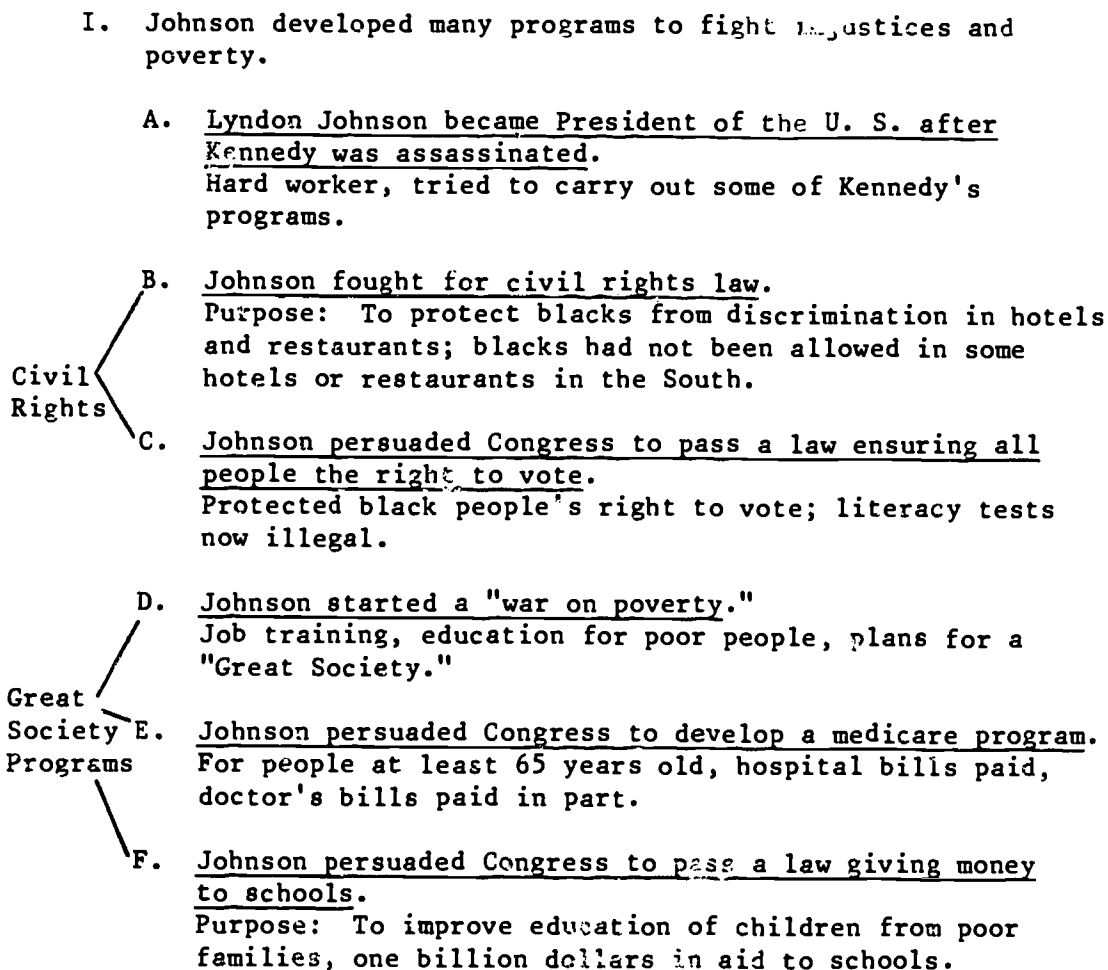 I. Johnson developed many programs to fight and
poverty.
A. Lyndon Johnson became President of the U. S. after
Kennedy was assassinated.
Hard worker, tried to carry out some of Kennedy's
programs.
B. Johnson fought for civil rights law.
Purpose: To protect blacks from discrimination in hotels
and restaurants; blacks had not been allowed in some
hotels or restaurants in the South.
Civil
Rights
C. Johnson persuaded Congress to pass a law ensuring all
people the right to vote.
Protected black people's right to vote; literacy tests
now illegal.
D. Johnson started a "war on poverty."
Job training, education for poor people, plans for a
"Great Society."
Great
Society
Programs
E. Johnson persuaded Congress to develop a medicare program.
For people at least 65 years old, hospital bills paid,
doctor's bills paid in part.
F. Johnson persuaded Congress to pass a law giving money
to schools.
Purpose: To improve education of children from poor
families, one billion dollars in aid to schools.